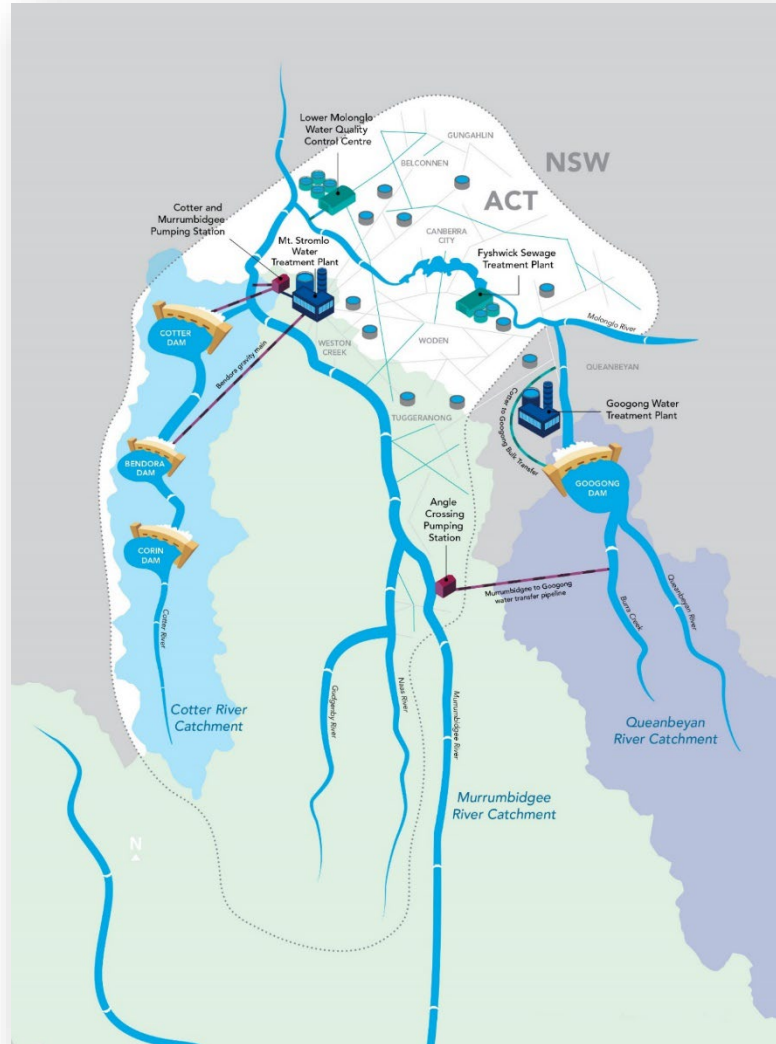 Lower Molonglo
Water Quality
Control Centre
GUNGAHLIN
NSW
BELCONNEN
ACT
Cotter and
Murrumbidgee
Pumping Station
Mt. Stromlo
Water
Treatment Plant
CANBERRA
CITY
Fyshwick Sewage
Treatment Plant
COTTER
DAM
Bendora gravity main
WESTON
CREEK
WODEN
Molonglo River
QUEANBEYAN
TUGGERANONG
Cotter to Googong Bulk Transfer
Googong Water
Treatment Plant
BENDORA
DAM
GOOGONG
DAM
CORIN
DAM
Angle
Crossing
Pumping
Station
Murrumbidgee to Googong
water transfer pipeline
Cotter River
Burra Creek
Queanbeyan River
Gudgenby River
Naas River
Murrumbidgee River
Cotter River
Catchment
Queanbeyan
River Catchment
Murrumbidgee
River Catchment
N